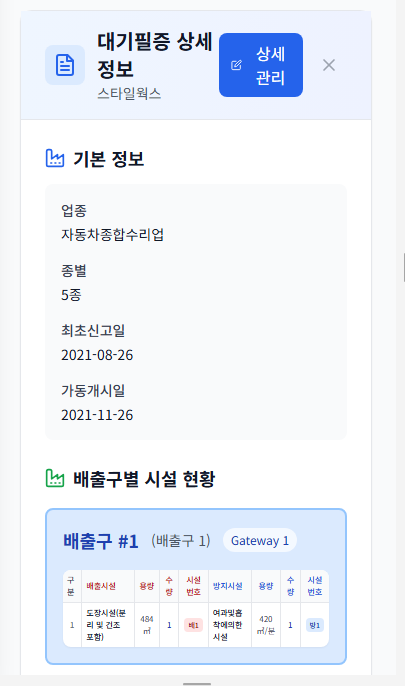 대기필증 상세
정보
스타일웍스
상세
관리
기본 정보
업종
자동차종합수리업
종별
5종
최초신고일
2021-08-26
가동개시일
2021-11-26
배출구별 시설 현황
배출구 #1 (배출구 1) Gateway 1
구분 배출시설 용량 수량 시설번호 방지시설 용량 수량 시설번호
1 도장시설(분리 및 건조 포함) 484 ㎥ 1 배1 여과및흡착에의한시설 420 ㎥/분 1 방1